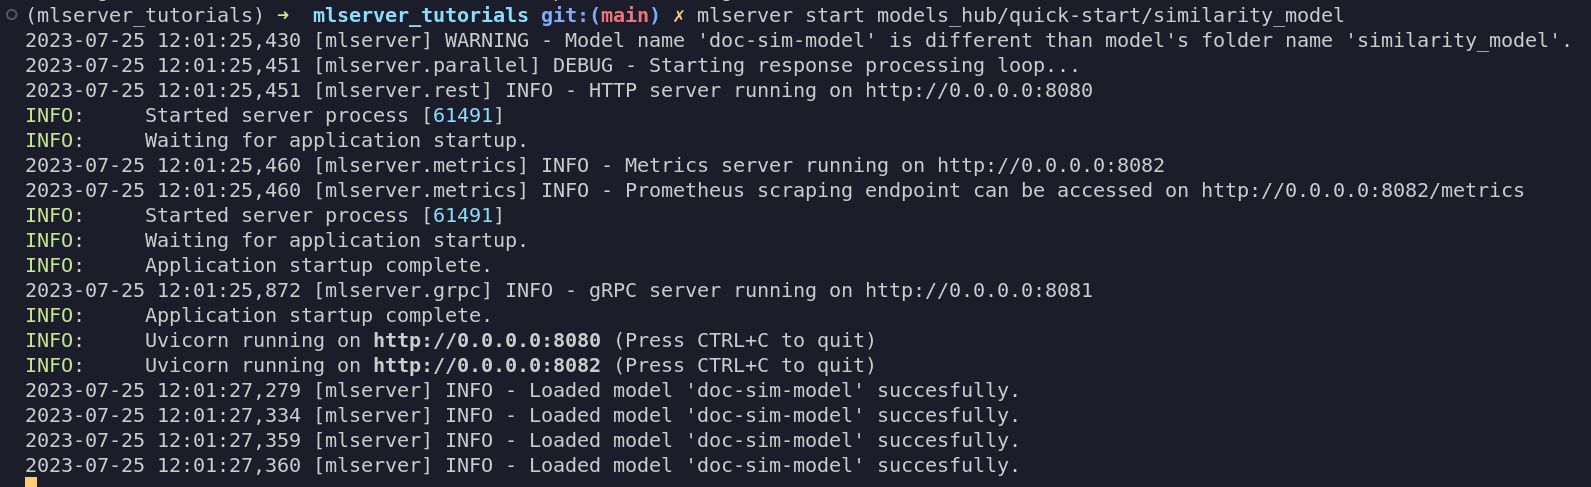 (mlserver_tutorials) ➜  mlserver_tutorials git:(main) ✗ mlserver start models_hub/quick-start/similarity_model
2023-07-25 12:01:25,430 [mlserver] WARNING - Model name 'doc-sim-model' is different than model's folder name 'similarity_model'.
2023-07-25 12:01:25,451 [mlserver.parallel] DEBUG - Starting response processing loop...
2023-07-25 12:01:25,451 [mlserver.rest] INFO - HTTP server running on http://0.0.0.0:8080
INFO:     Started server process [61491]
INFO:     Waiting for application startup.
2023-07-25 12:01:25,460 [mlserver.metrics] INFO - Metrics server running on http://0.0.0.0:8082
2023-07-25 12:01:25,460 [mlserver.metrics] INFO - Prometheus scraping endpoint can be accessed on http://0.0.0.0:8082/metrics
INFO:     Started server process [61491]
INFO:     Waiting for application startup.
INFO:     Application startup complete.
2023-07-25 12:01:25,872 [mlserver.grpc] INFO - gRPC server running on http://0.0.0.0:8081
INFO:     Application startup complete.
INFO:     Uvicorn running on http://0.0.0.0:8080 (Press CTRL+C to quit)
INFO:     Uvicorn running on http://0.0.0.0:8082 (Press CTRL+C to quit)
2023-07-25 12:01:27,279 [mlserver] INFO - Loaded model 'doc-sim-model' succesfully.
2023-07-25 12:01:27,334 [mlserver] INFO - Loaded model 'doc-sim-model' succesfully.
2023-07-25 12:01:27,359 [mlserver] INFO - Loaded model 'doc-sim-model' succesfully.
2023-07-25 12:01:27,360 [mlserver] INFO - Loaded model 'doc-sim-model' succesfully.